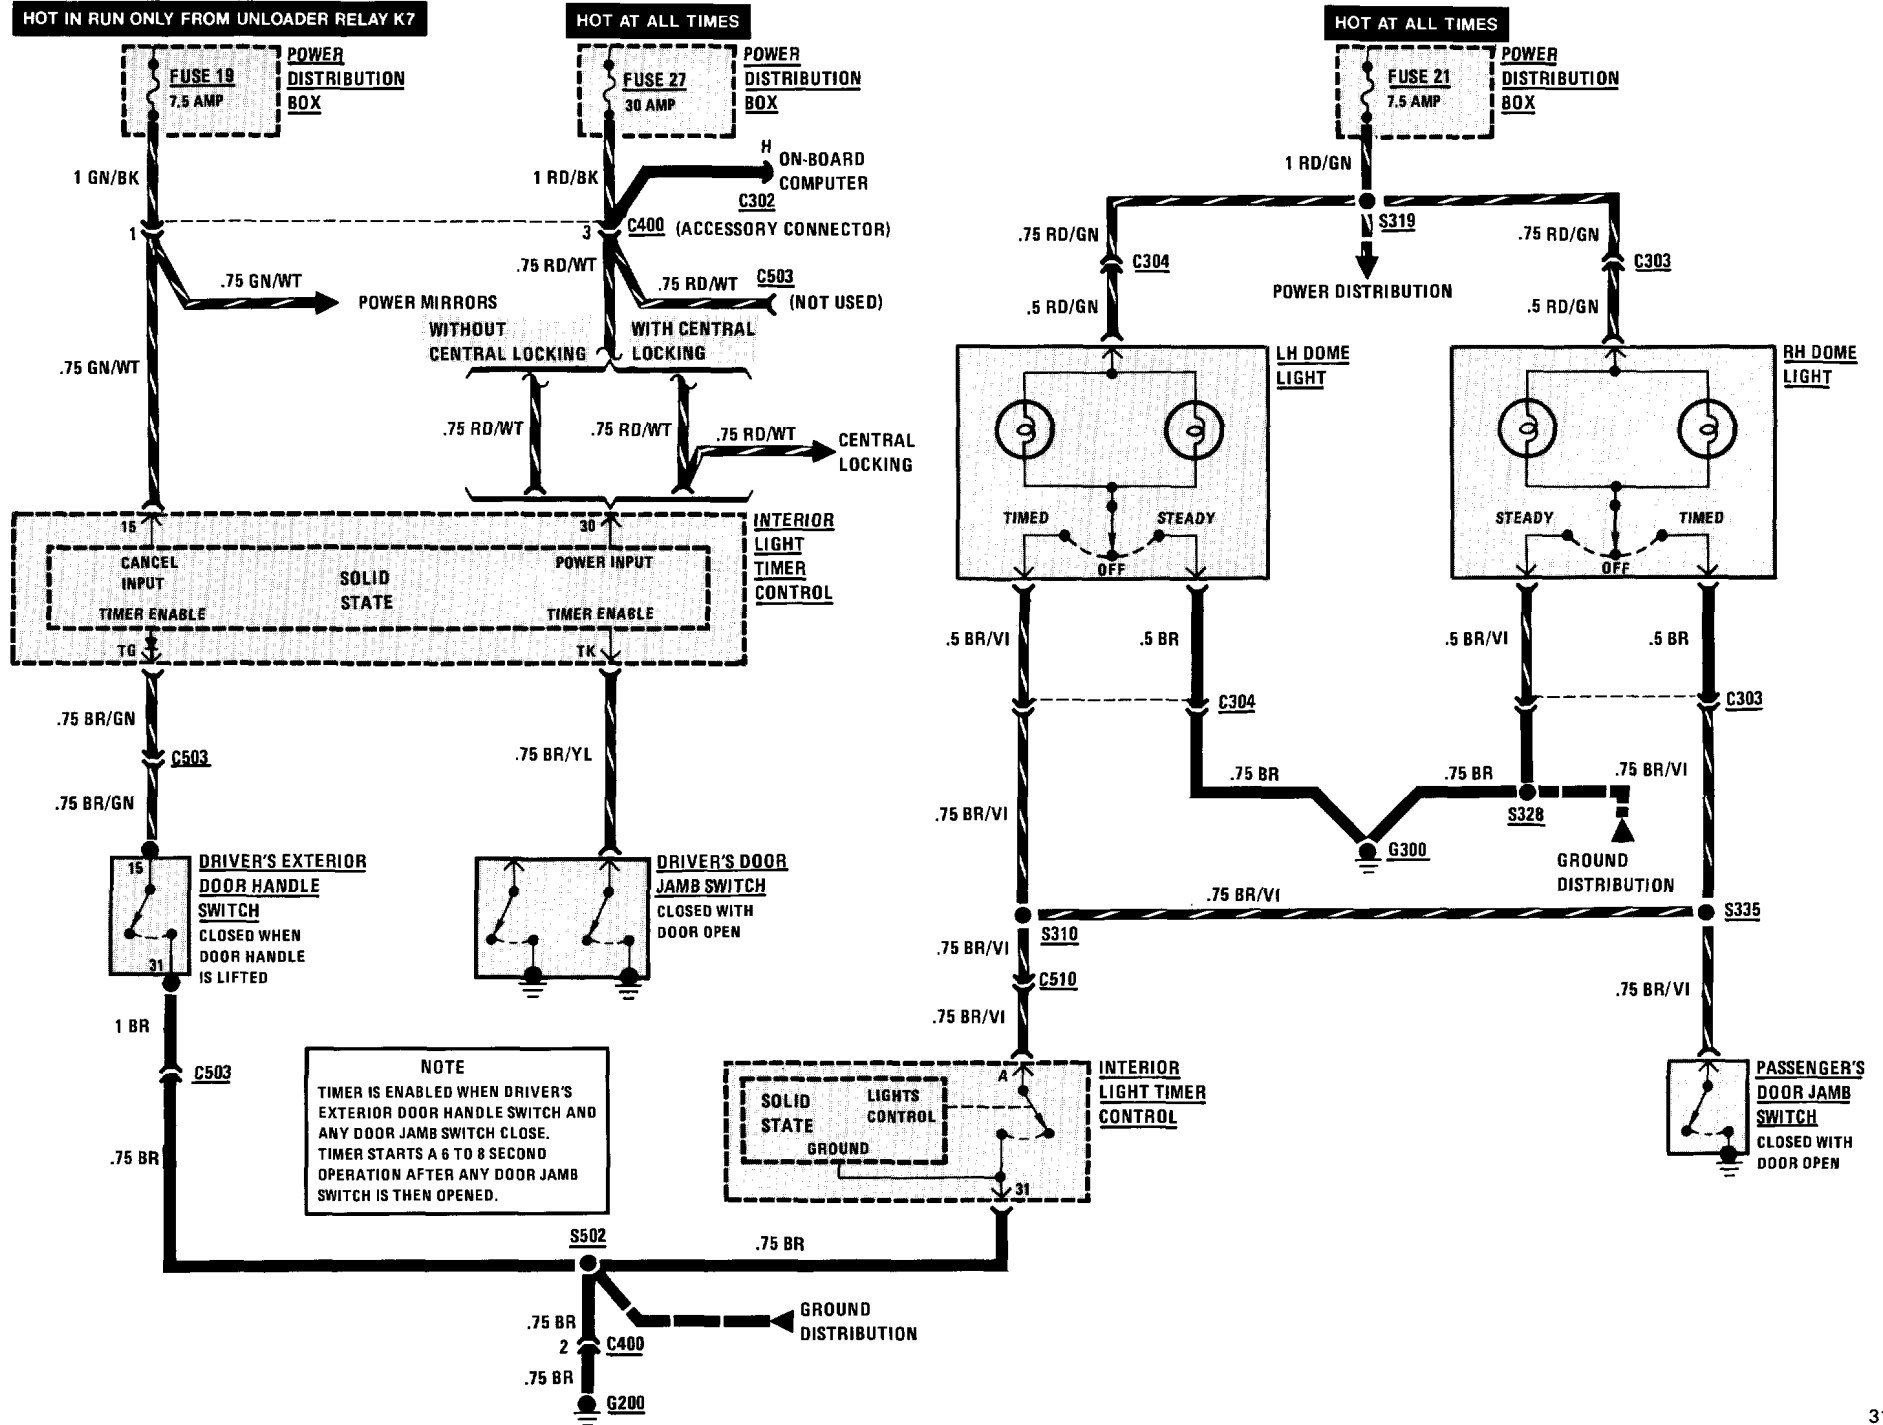 HOT IN RUN ONLY FROM UNLOADER RELAY K7
HOT AT ALL TIMES
HOT AT ALL TIMES
FUSE 19
7.5 AMP
POWER
DISTRIBUTION
BOX
FUSE 27
30 AMP
POWER
DISTRIBUTION
BOX
FUSE 21
7.5 AMP
POWER
DISTRIBUTION
BOX
1 GN/BK
1 RD/BK
H
ON-BOARD
COMPUTER
C302
1
3
C400 (ACCESSORY CONNECTOR)
.75 GN/WT
POWER MIRRORS
.75 RD/WT
.75 RD/WT
C503
(NOT USED)
WITHOUT
CENTRAL LOCKING
WITH CENTRAL
LOCKING
.75 GN/WT
.75 RD/WT
.75 RD/WT
.75 RD/WT
CENTRAL
LOCKING
1 RD/GN
S319
.75 RD/GN
.75 RD/GN
C304
C303
POWER DISTRIBUTION
.5 RD/GN
.5 RD/GN
LH DOME
LIGHT
RH DOME
LIGHT
TIMED
STEADY
OFF
STEADY
TIMED
OFF
15
30
CANCEL
INPUT
POWER INPUT
SOLID
STATE
TIMER ENABLE
TIMER ENABLE
TG
TK
INTERIOR
LIGHT
TIMER
CONTROL
.5 BR/VI
.5 BR
.5 BR/VI
.5 BR
C304
C303
.75 BR/GN
C503
.75 BR/GN
.75 BR/YL
.75 BR
.75 BR
.75 BR/VI
.75 BR/VI
S328
G300
GROUND
DISTRIBUTION
15
31
DRIVER'S EXTERIOR
DOOR HANDLE
SWITCH
CLOSED WHEN
DOOR HANDLE
IS LIFTED
DRIVER'S DOOR
JAMB SWITCH
CLOSED WITH
DOOR OPEN
.75 BR/VI
S310
S335
.75 BR/VI
C510
.75 BR/VI
.75 BR/VI
1 BR
C503
.75 BR
NOTE
TIMER IS ENABLED WHEN DRIVER'S
EXTERIOR DOOR HANDLE SWITCH AND
ANY DOOR JAMB SWITCH CLOSE.
TIMER STARTS A 6 TO 8 SECOND
OPERATION AFTER ANY DOOR JAMB
SWITCH IS THEN OPENED.
A
SOLID
STATE
LIGHTS
CONTROL
GROUND
31
INTERIOR
LIGHT TIMER
CONTROL
PASSENGER'S
DOOR JAMB
SWITCH
CLOSED WITH
DOOR OPEN
S502
.75 BR
.75 BR
GROUND
DISTRIBUTION
2
C400
.75 BR
G200